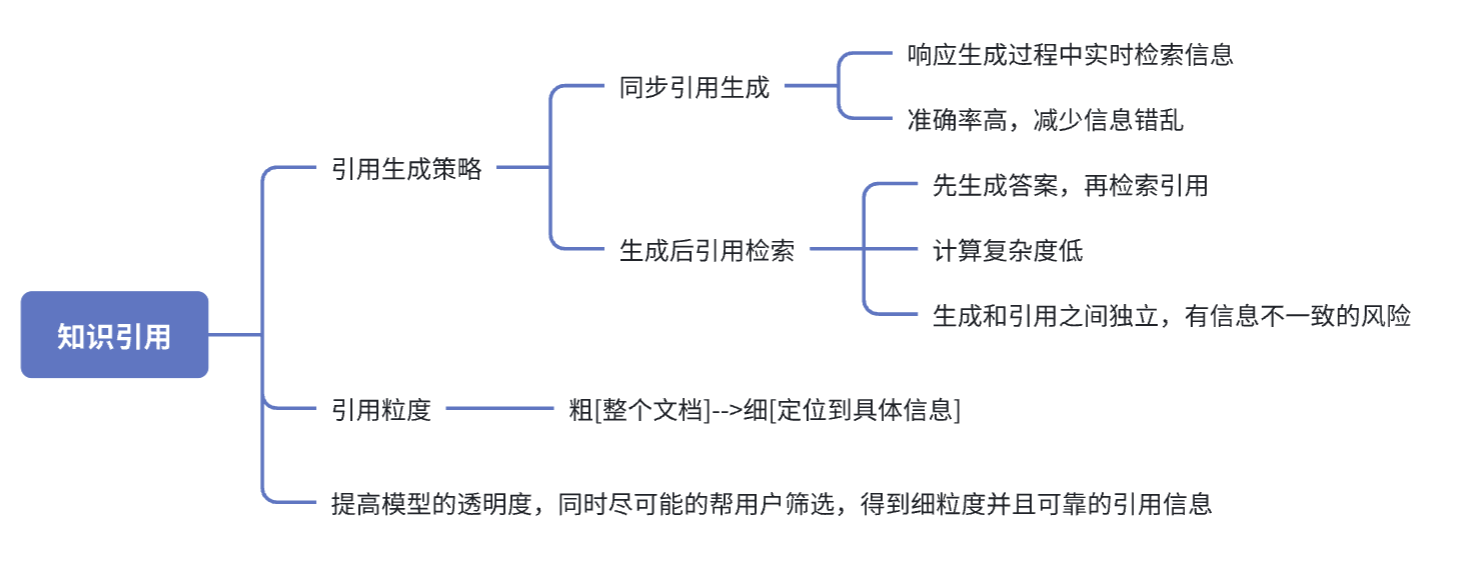 知识引用
引用生成策略
同步引用生成
响应生成过程中实时检索信息
准确率高，减少信息错乱
生成后引用检索
先生成答案，再检索引用
计算复杂度低
生成和引用之间独立，有信息不一致的风险
引用粒度
粗[整个文档]-->细[定位到具体信息]
提高模型的透明度，同时尽可能的帮用户筛选，得到细粒度并且可靠的引用信息